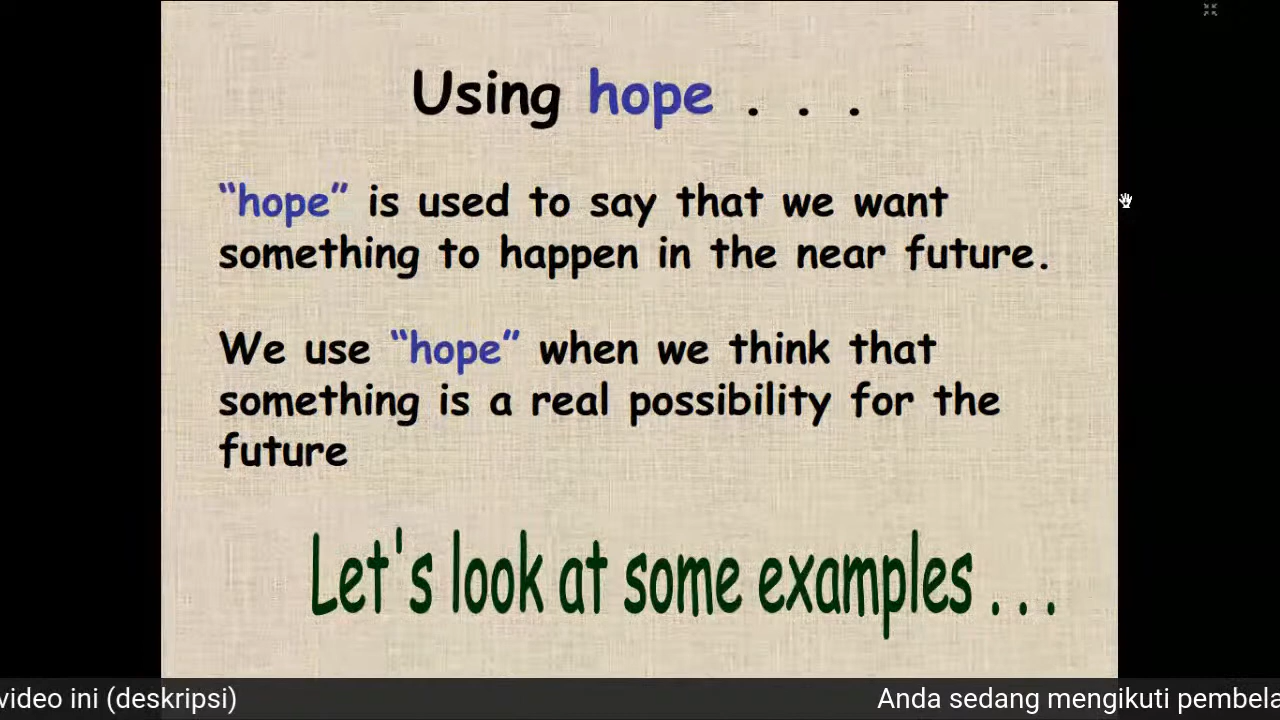 Using hope . . .
“hope” is used to say that we want
something to happen in the near future.
We use “hope” when we think that
something is a real possibility for the
future
Let's look at some examples . . .
video ini (deskripsi)
Anda sedang mengikuti